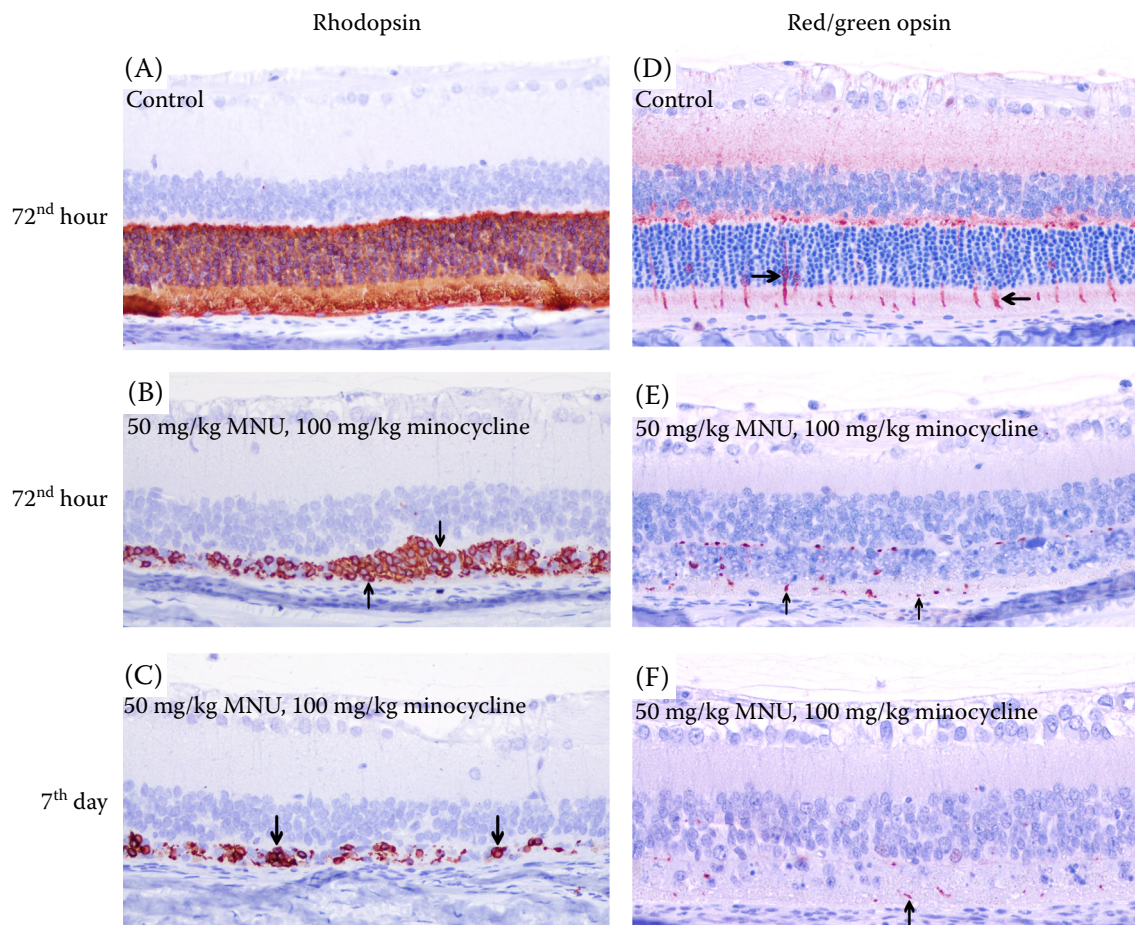 Rhodopsin
Red/green opsin
(A)
Control
(D)
Control
72nd hour
(B)
50 mg/kg MNU, 100 mg/kg minocycline
(E)
50 mg/kg MNU, 100 mg/kg minocycline
72nd hour
(C)
50 mg/kg MNU, 100 mg/kg minocycline
(F)
50 mg/kg MNU, 100 mg/kg minocycline
7th day